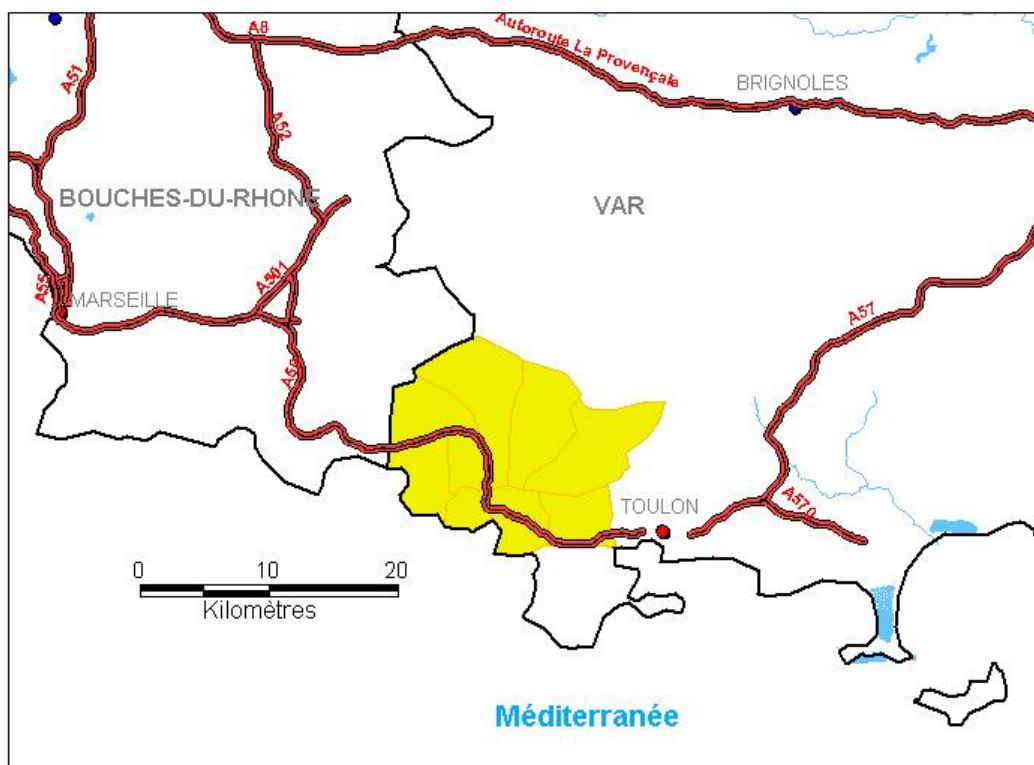 A8
Autoroute La Provençale
A51
BRIGNOLES
A52
BOUCHES-DU-RHONE
VAR
A501
A55
MARSEILLE
A57
A50
TOULON
A570
0 10 20
Kilomètres
Méditerranée